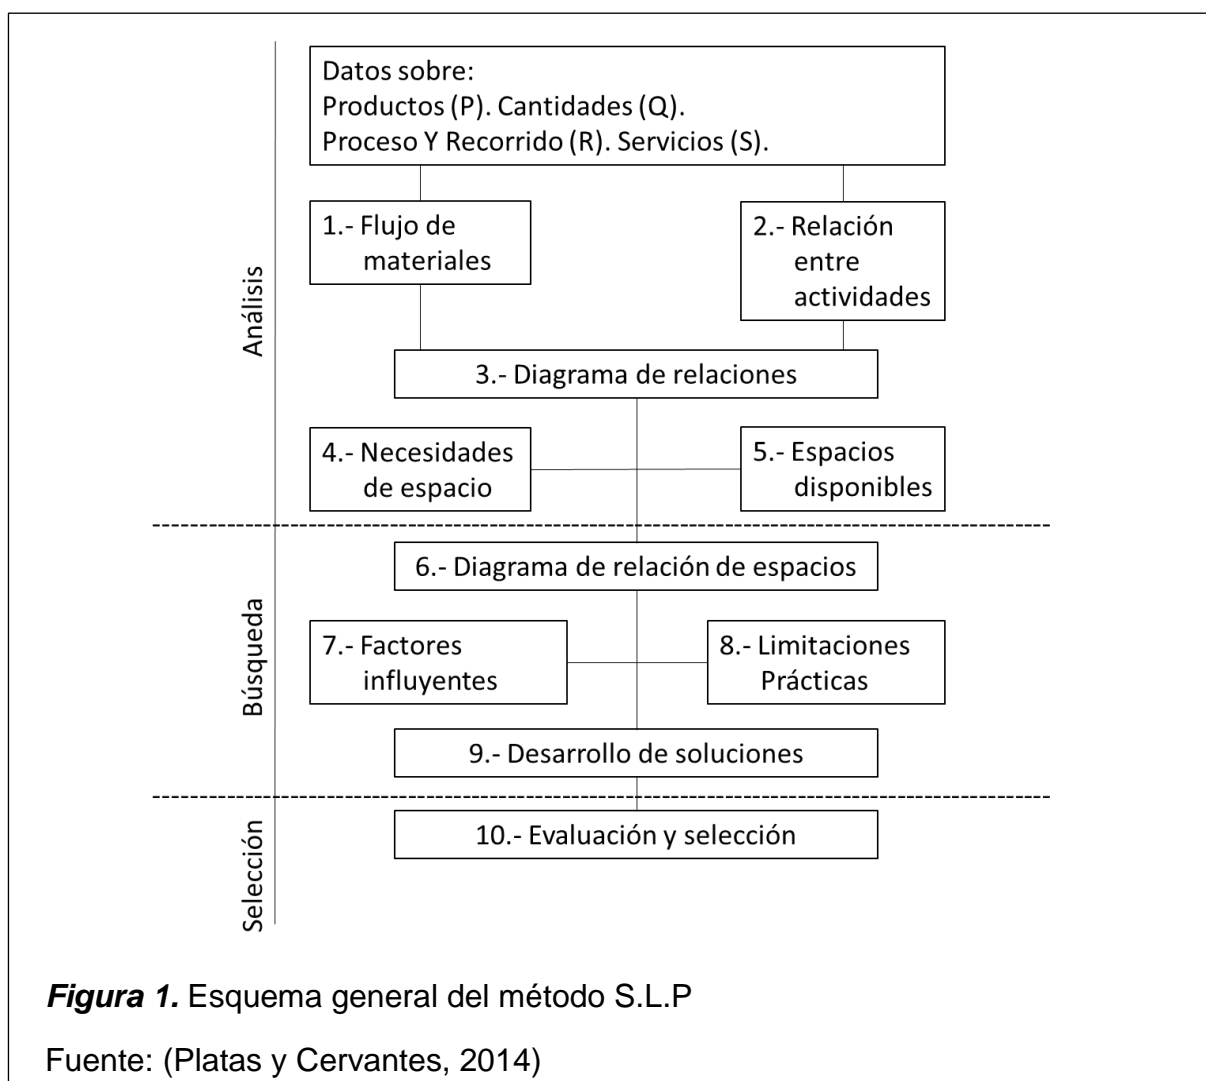 Datos sobre:
Productos (P). Cantidades (Q).
Proceso Y Recorrido (R). Servicios (S).
Análisis
1.- Flujo de
materiales
2.- Relación
entre
actividades
3.- Diagrama de relaciones
4.- Necesidades
de espacio
5.- Espacios
disponibles
Búsqueda
6.- Diagrama de relación de espacios
7.- Factores
influyentes
8.- Limitaciones
Prácticas
9.- Desarrollo de soluciones
Selección
10.- Evaluación y selección
Figura 1. Esquema general del método S.L.P
Fuente: (Platas y Cervantes, 2014)